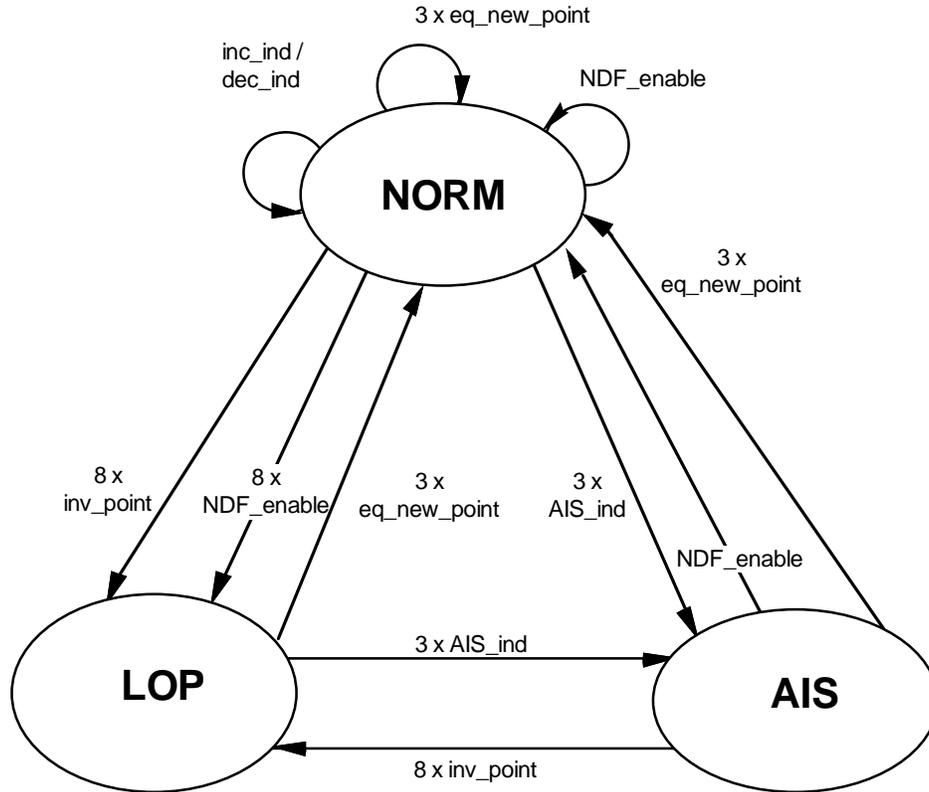 3 x eq_new_point
inc_ind /
dec_ind
NDF_enable
NORM
3 x
eq_new_point
8 x
inv_point
8 x
NDF_enable
3 x
eq_new_point
3 x
AIS_ind
NDF_enable
3 x AIS_ind
LOP
AIS
8 x inv_point